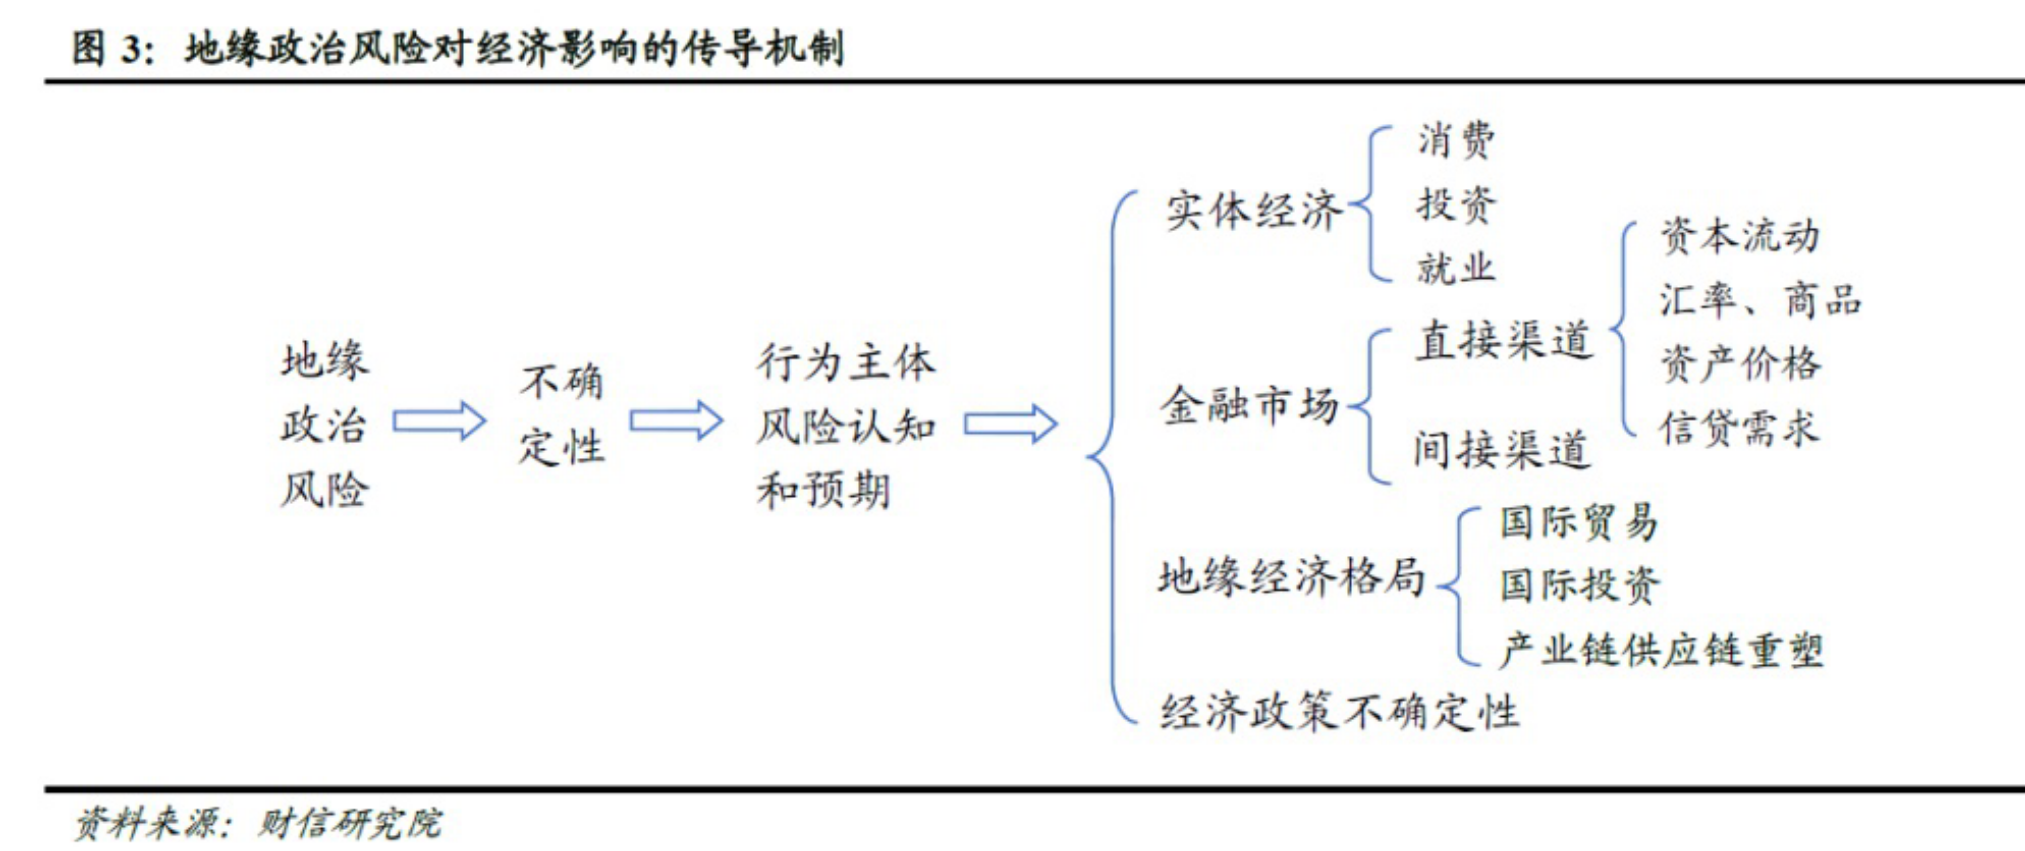 图 3：地缘政治风险对经济影响的传导机制
地缘
政治
风险
不确
定性
行为主体
风险认知
和预期
实体经济
消费
投资
就业
金融市场
直接渠道
资本流动
汇率、商品
资产价格
信贷需求
间接渠道
地缘经济格局
国际贸易
国际投资
产业链供应链重塑
经济政策不确定性
资料来源：财信研究院